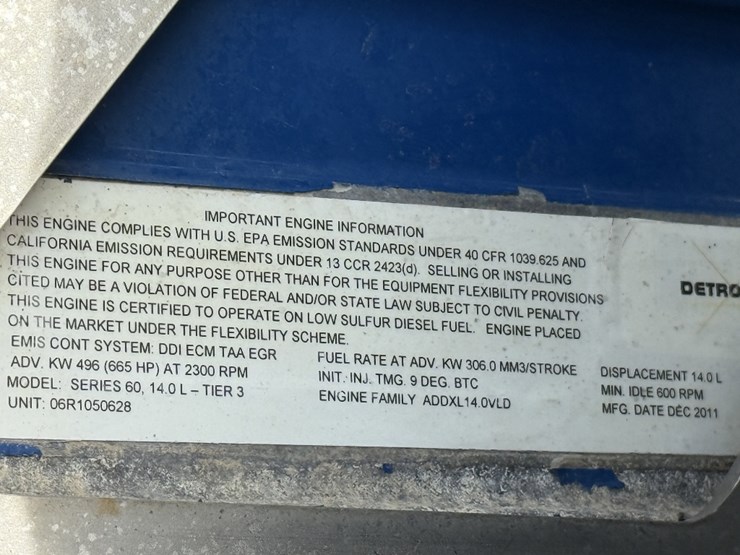 IMPORTANT ENGINE INFORMATION
THIS ENGINE COMPLIES WITH U.S. EPA EMISSION STANDARDS UNDER 40 CFR 1039.625 AND
CALIFORNIA EMISSION REQUIREMENTS UNDER 13 CCR 2423(d). SELLING OR INSTALLING
THIS ENGINE FOR ANY PURPOSE OTHER THAN FOR THE EQUIPMENT FLEXIBILITY PROVISIONS
CITED MAY BE A VIOLATION OF FEDERAL AND/OR STATE LAW SUBJECT TO CIVIL PENALTY.
THIS ENGINE IS CERTIFIED TO OPERATE ON LOW SULFUR DIESEL FUEL. ENGINE PLACED
ON THE MARKET UNDER THE FLEXIBILITY SCHEME.
EMIS CONT SYSTEM: DDI ECM TAA EGR
ADV. KW 496 (665 HP) AT 2300 RPM
MODEL: SERIES 60, 14.0 L – TIER 3
UNIT: 06R1050628
FUEL RATE AT ADV. KW 306.0 MM3/STROKE
INIT. INJ. TMG. 9 DEG. BTC
ENGINE FAMILY ADDXL14.0VLD
DISPLACEMENT 14.0 L
MIN. IDLE 600 RPM
MFG. DATE DEC 2011
DETRO